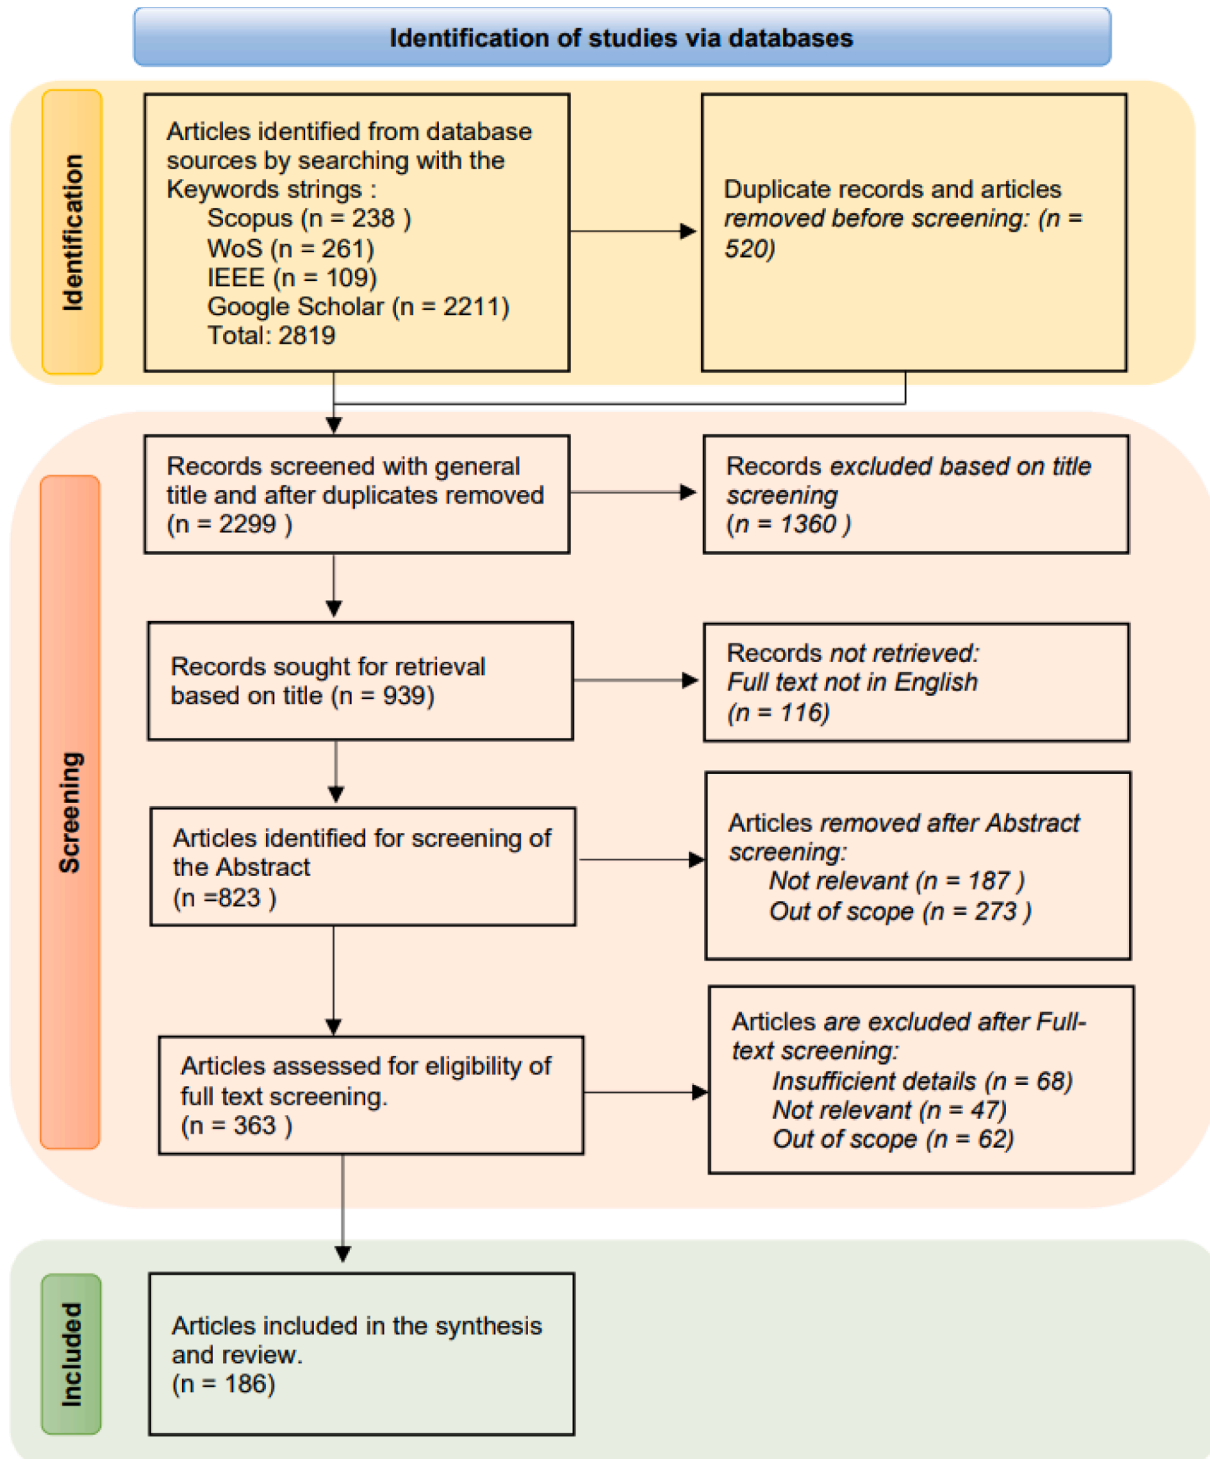 Identification of studies via databases
Identification
Articles identified from database
sources by searching with the
Keywords strings :
Scopus (n = 238 )
WoS (n = 261)
IEEE (n = 109)
Google Scholar (n = 2211)
Total: 2819
Duplicate records and articles
removed before screening: (n =
520)
Screening
Records screened with general
title and after duplicates removed
(n = 2299 )
Records excluded based on title
screening
(n = 1360 )
Records sought for retrieval
based on title (n = 939)
Records not retrieved:
Full text not in English
(n = 116)
Articles identified for screening of
the Abstract
(n =823 )
Articles removed after Abstract
screening:
Not relevant (n = 187 )
Out of scope (n = 273 )
Articles assessed for eligibility of
full text screening.
(n = 363 )
Articles are excluded after Full-
text screening:
Insufficient details (n = 68)
Not relevant (n = 47)
Out of scope (n = 62)
Included
Articles included in the synthesis
and review.
(n = 186)